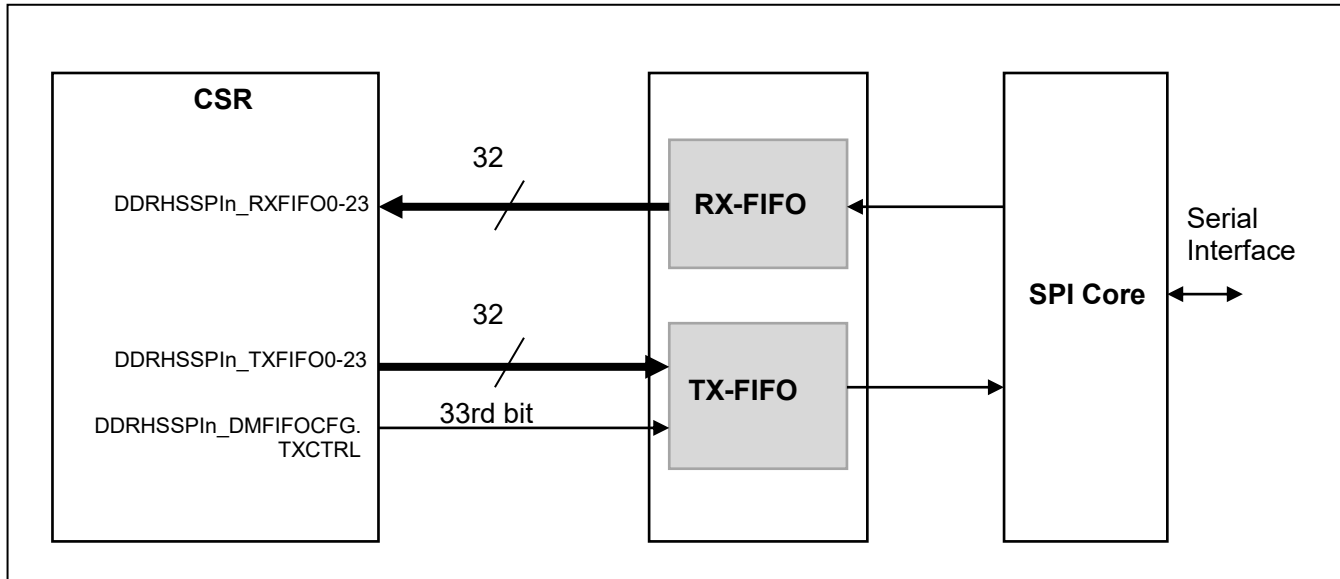 CSR
32
DDRHSSPIn_RXFIFO0-23
RX-FIFO
Serial
Interface
SPI Core
32
DDRHSSPIn_TXFIFO0-23
TX-FIFO
33rd bit
DDRHSSPIn_DMFIFOCFG.
TXCTRL